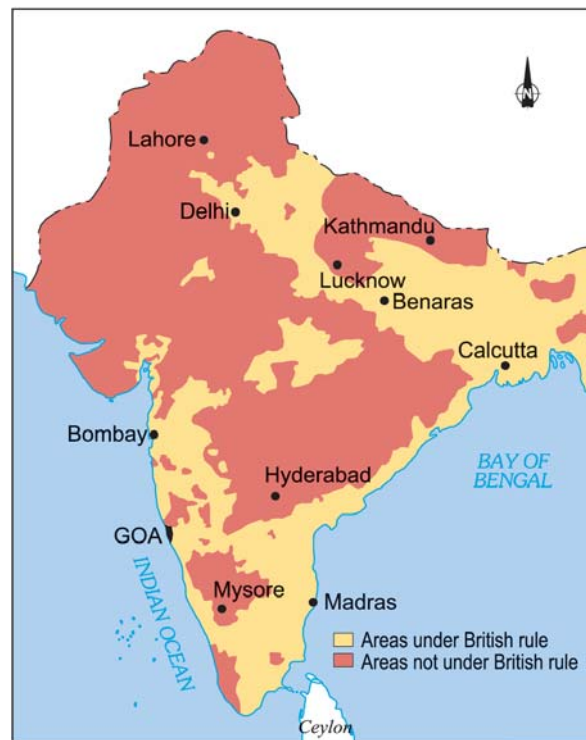 N
Lahore
Delhi
Kathmandu
Lucknow
Benaras
Calcutta
Bombay
BAY OF
BENGAL
Hyderabad
GOA
INDIAN OCEAN
Mysore
Madras
Areas under British rule
Areas not under British rule
Ceylon